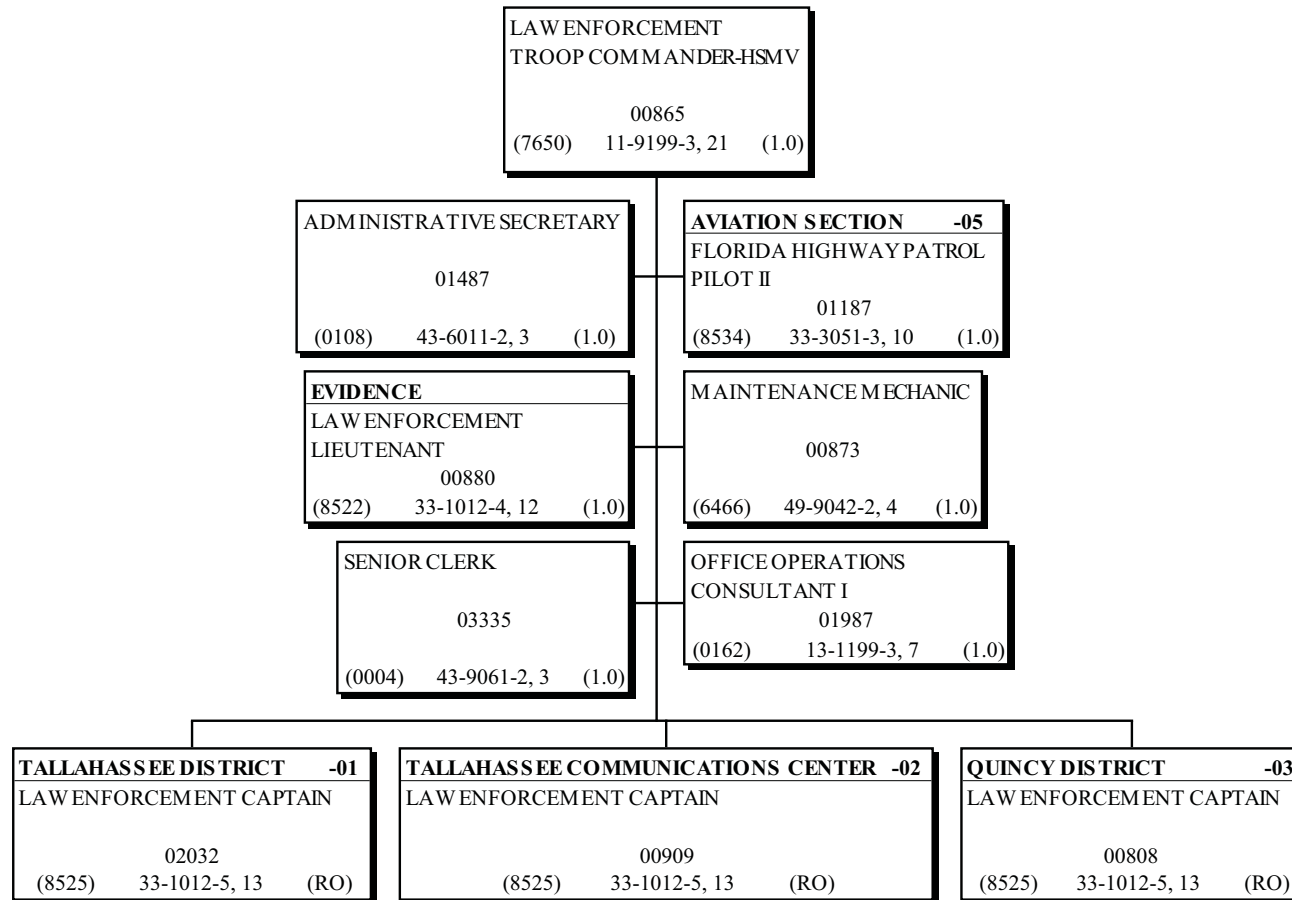 LAW ENFORCEMENT
TROOP COMMANDER-HSMV
00865
(7650) 11-9199-3, 21 (1.0)
ADMINISTRATIVE SECRETARY
01487
(0108) 43-6011-2, 3 (1.0)
AVIATION SECTION -05
FLORIDA HIGHWAY PATROL
PILOT II
01187
(8534) 33-3051-3, 10 (1.0)
EVIDENCE
LAW ENFORCEMENT
LIEUTENANT
00880
(8522) 33-1012-4, 12 (1.0)
MAINTENANCE MECHANIC
00873
(6466) 49-9042-2, 4 (1.0)
SENIOR CLERK
03335
(0004) 43-9061-2, 3 (1.0)
OFFICE OPERATIONS
CONSULTANT I
01987
(0162) 13-1199-3, 7 (1.0)
TALLAHASSEE DISTRICT -01
LAW ENFORCEMENT CAPTAIN
02032
(8525) 33-1012-5, 13 (RO)
TALLAHASSEE COMMUNICATIONS CENTER -02
LAW ENFORCEMENT CAPTAIN
00909
(8525) 33-1012-5, 13 (RO)
QUINCY DISTRICT -03
LAW ENFORCEMENT CAPTAIN
00808
(8525) 33-1012-5, 13 (RO)